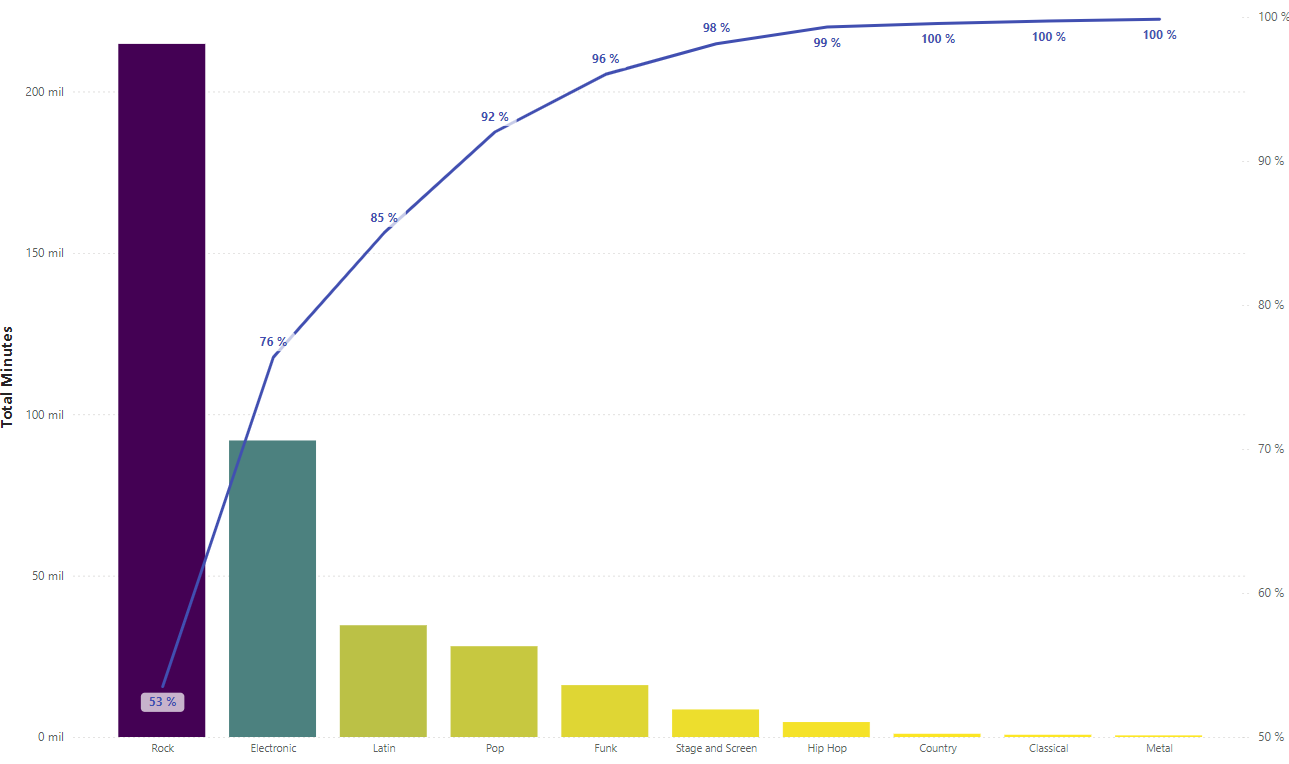 100 %
98 %
99 %
100 %
100 %
100 %
96 %
200 mil
92 %
90 %
85 %
150 mil
80 %
76 %
Total Minutes
100 mil
70 %
50 mil
60 %
53 %
0 mil
50 %
Rock
Electronic
Latin
Pop
Funk
Stage and Screen
Hip Hop
Country
Classical
Metal